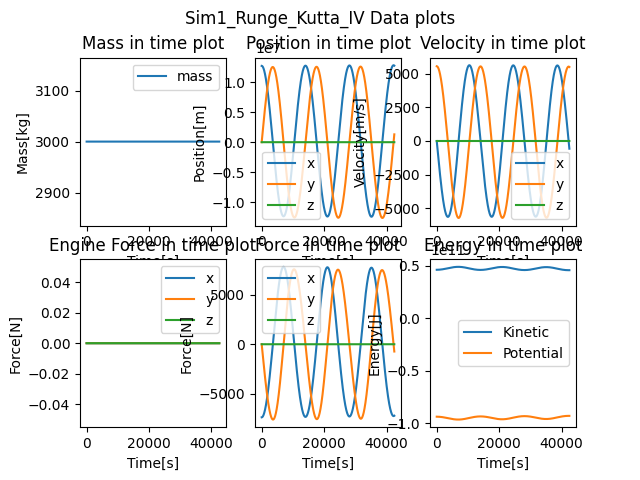 Sim1_Runge_Kutta_IV Data plots
Mass in time plot
Mass[kg]
3100
3000
2900
mass
0
20000
40000
Time[s]
Position in time plot
1e7
Position[m]
1.0
0.5
0.0
−0.5
−1.0
x
y
z
0
20000
40000
Time[s]
Velocity in time plot
Velocity[m/s]
5000
2500
0
−2500
−5000
x
y
z
0
20000
40000
Time[s]
Engine Force in time plot
Force[N]
0.04
0.02
0.00
−0.02
−0.04
x
y
z
0
20000
40000
Time[s]
Force in time plot
Force[N]
5000
0
−5000
x
y
z
0
20000
40000
Time[s]
Energy in time plot
1e11
Energy[J]
0.5
0.0
−0.5
−1.0
Kinetic
Potential
0
20000
40000
Time[s]